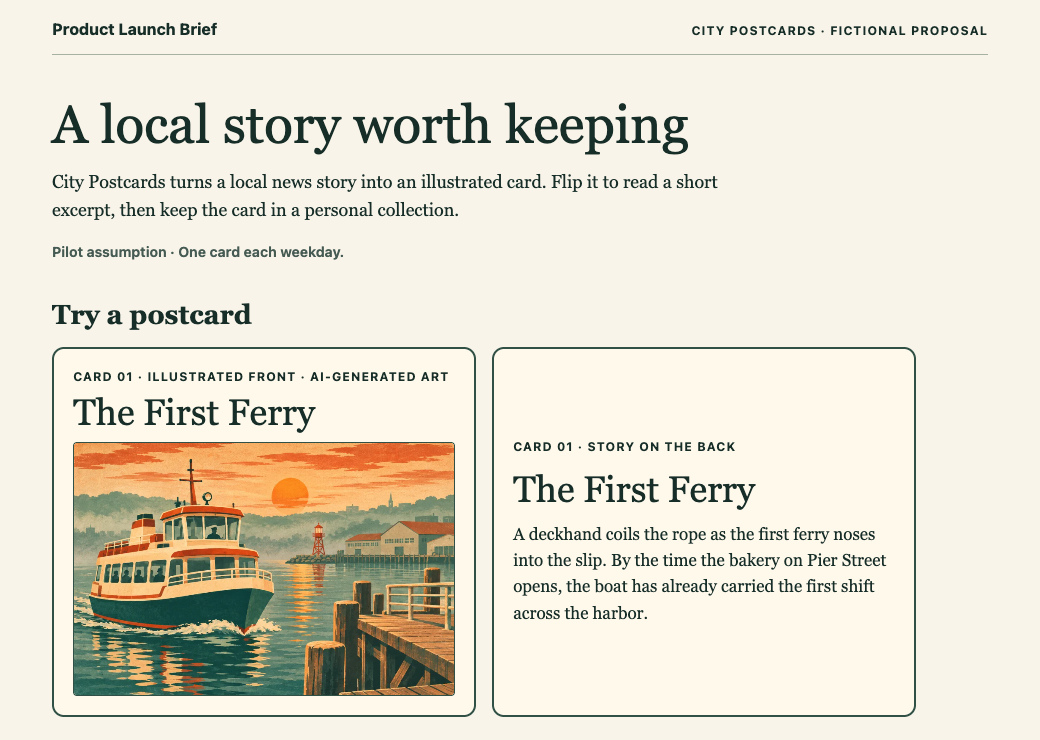 Product Launch Brief
CITY POSTCARDS · FICTIONAL PROPOSAL
A local story worth keeping
City Postcards turns a local news story into an illustrated card. Flip it to read a short
excerpt, then keep the card in a personal collection.
Pilot assumption · One card each weekday.
Try a postcard
CARD 01 · ILLUSTRATED FRONT · AI-GENERATED ART
The First Ferry
CARD 01 · STORY ON THE BACK
The First Ferry
A deckhand coils the rope as the first ferry noses
into the slip. By the time the bakery on Pier Street
opens, the boat has already carried the first shift
across the harbor.